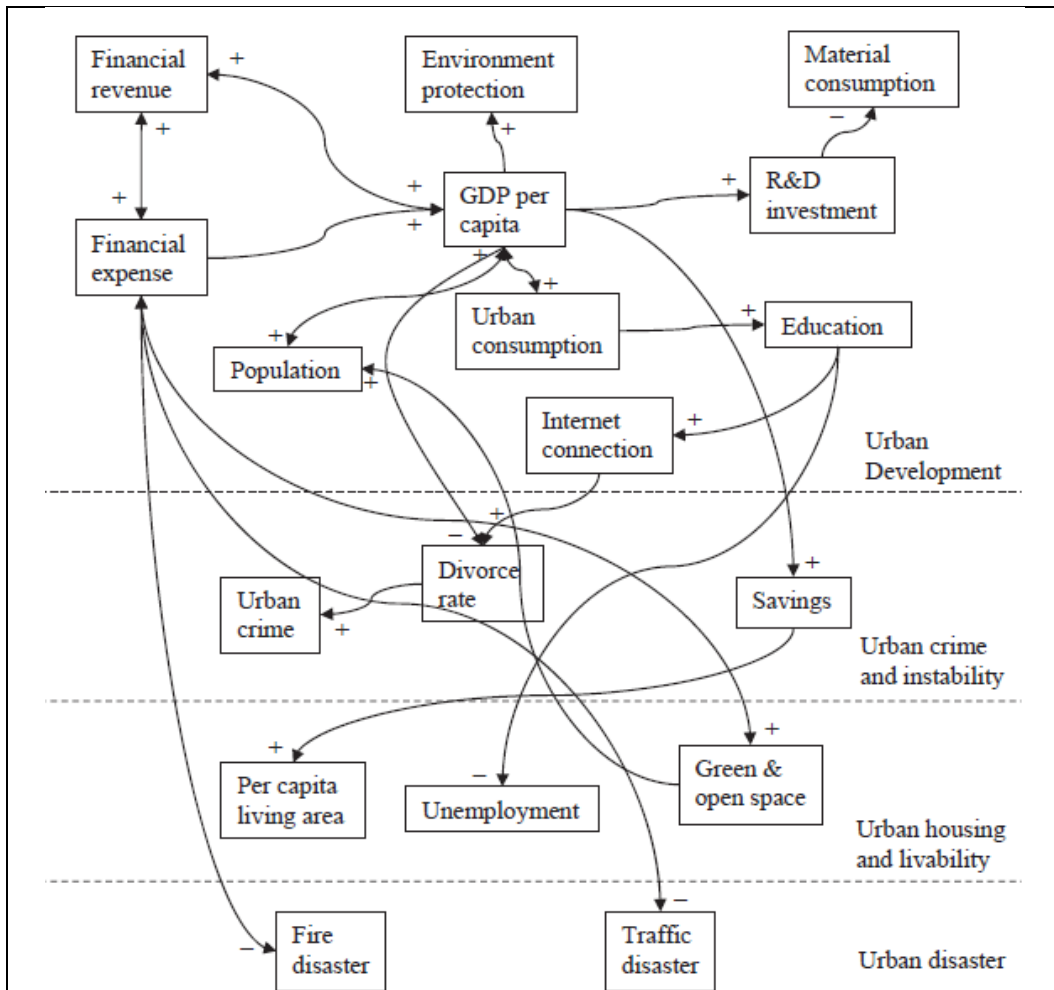 Financial
revenue
+
Environment
protection
Material
consumption
+
+
−
+
GDP per
capita
+
R&D
investment
+
+
+
Financial
expense
+
+
Urban
consumption
+
Education
+
Population
+
Internet
connection
+
Urban
Development
+
−
Divorce
rate
Urban
crime
+
+
Savings
Urban crime
and instability
+
Per capita
living area
−
Unemployment
+
Green &
open space
Urban housing
and livability
−
Fire
disaster
−
Traffic
disaster
Urban disaster